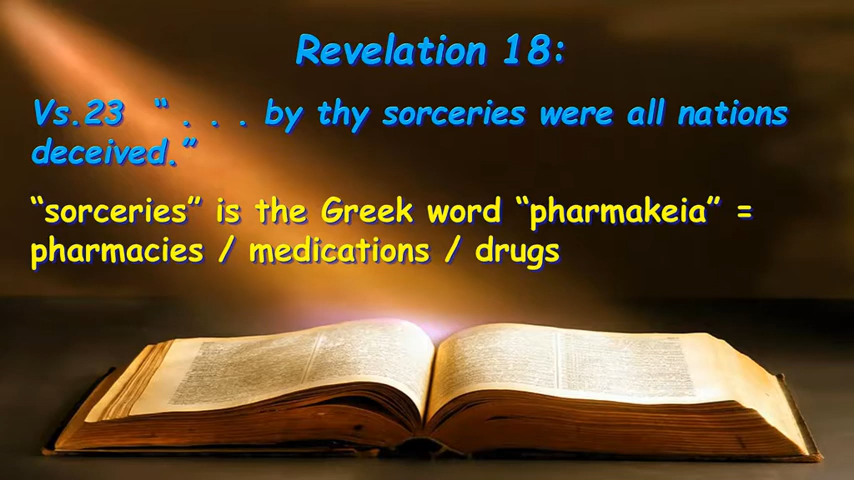 Revelation 18:
Vs.23 “ . . . by thy sorceries were all nations
deceived.”
“sorceries” is the Greek word “pharmakeia” =
pharmacies / medications / drugs